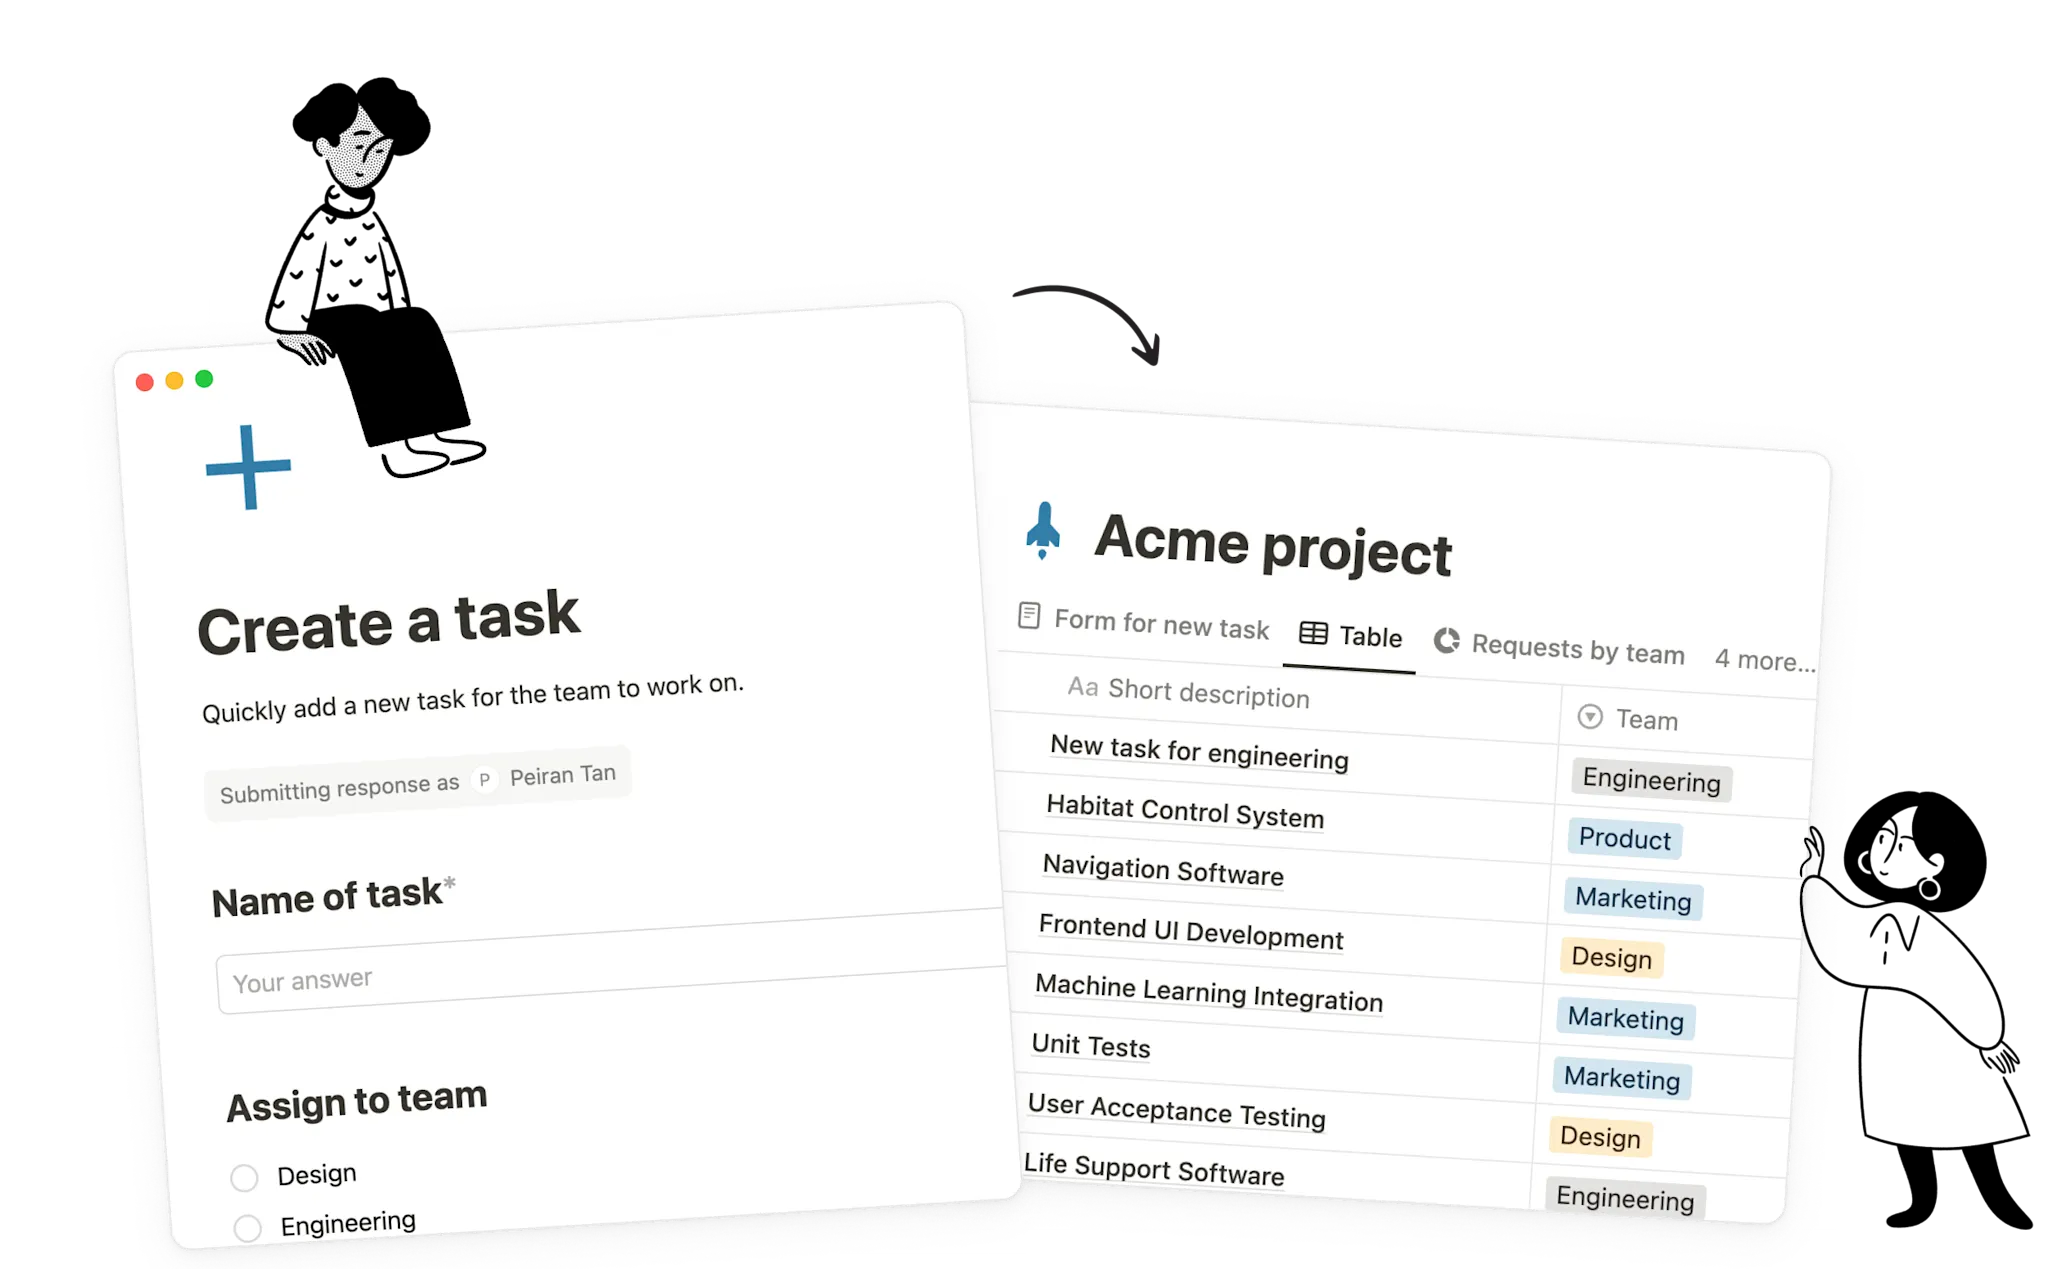 Create a task
Quickly add a new task for the team to work on.
Submitting response as P Peiran Tan
Name of task*
Your answer
Assign to team
Design
Engineering
Acme project
Form for new task Table Requests by team 4 more...
Aa Short description Team
New task for engineering Engineering
Habitat Control System Product
Navigation Software Marketing
Frontend UI Development Design
Machine Learning Integration Marketing
Unit Tests Marketing
User Acceptance Testing Design
Life Support Software Engineering